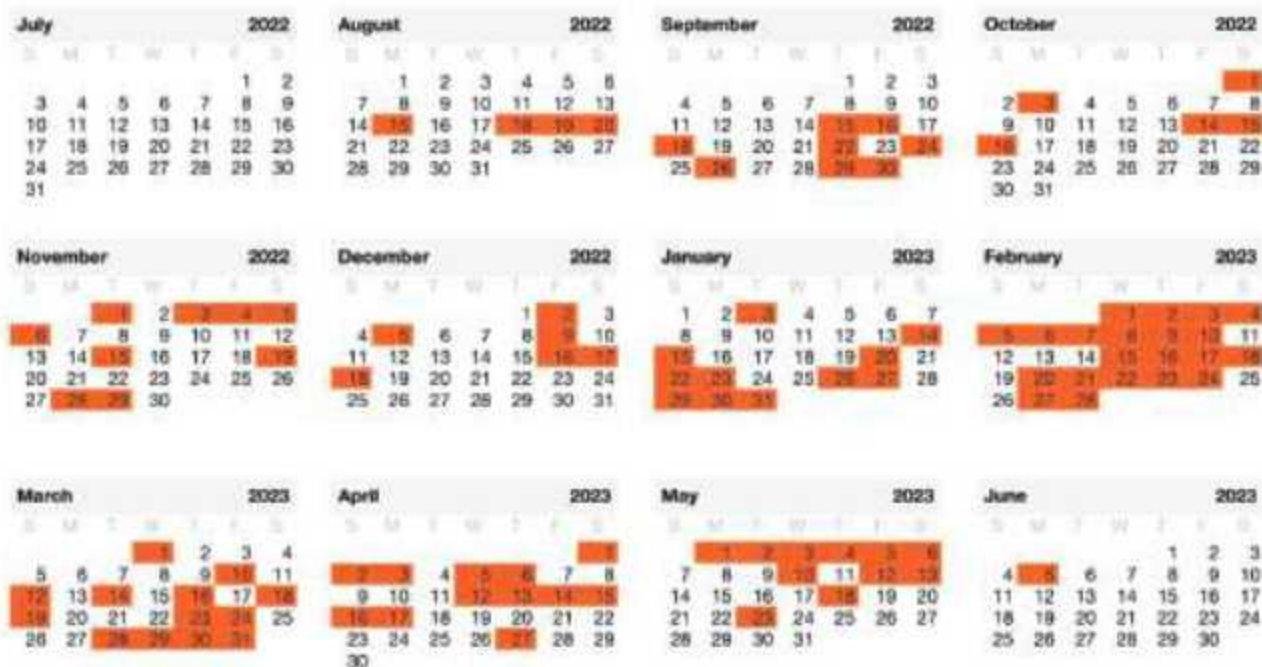 July 2022
S M T W T F S
1 2
3 4 5 6 7 8 9
10 11 12 13 14 15 16
17 18 19 20 21 22 23
24 25 26 27 28 29 30
31
August 2022
S M T W T F S
1 2 3 4 5 6
7 8 9 10 11 12 13
14 15 16 17 18 19 20
21 22 23 24 25 26 27
28 29 30 31
September 2022
S M T W T F S
1 2 3
4 5 6 7 8 9 10
11 12 13 14 15 16 17
18 19 20 21 22 23 24
25 26 27 28 29 30
October 2022
S M T W T F S
1
2 3 4 5 6 7 8
9 10 11 12 13 14 15
16 17 18 19 20 21 22
23 24 25 26 27 28 29
30 31
November 2022
S M T W T F S
1 2 3 4 5
6 7 8 9 10 11 12
13 14 15 16 17 18 19
20 21 22 23 24 25 26
27 28 29 30
December 2022
S M T W T F S
1 2 3
4 5 6 7 8 9 10
11 12 13 14 15 16 17
18 19 20 21 22 23 24
25 26 27 28 29 30 31
January 2023
S M T W T F S
1 2 3 4 5 6 7
8 9 10 11 12 13 14
15 16 17 18 19 20 21
22 23 24 25 26 27 28
29 30 31
February 2023
S M T W T F S
1 2 3 4
5 6 7 8 9 10 11
12 13 14 15 16 17 18
19 20 21 22 23 24 25
26 27 28
March 2023
S M T W T F S
1 2 3 4
5 6 7 8 9 10 11
12 13 14 15 16 17 18
19 20 21 22 23 24 25
26 27 28 29 30 31
April 2023
S M T W T F S
1
2 3 4 5 6 7 8
9 10 11 12 13 14 15
16 17 18 19 20 21 22
23 24 25 26 27 28 29
30
May 2023
S M T W T F S
1 2 3 4 5 6
7 8 9 10 11 12 13
14 15 16 17 18 19 20
21 22 23 24 25 26 27
28 29 30 31
June 2023
S M T W T F S
1 2 3
4 5 6 7 8 9 10
11 12 13 14 15 16 17
18 19 20 21 22 23 24
25 26 27 28 29 30